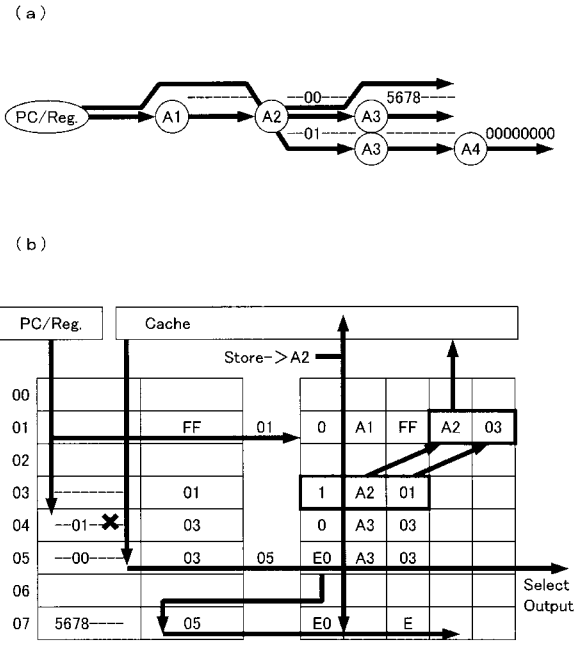 (a)
---------- --00--- 5678----
PC/Reg. A1 A2 A3
--01---- ---------- 00000000
A3 A4
(b)
PC/Reg. Cache
Store->A2
00
01 FF 01 0 A1 FF A2 03
02
03 ---------- 01 1 A2 01
04 --01---- 03 0 A3 03
05 --00---- 03 05 E0 A3 03
Select
Output
06
07 5678---- 05 E0 E